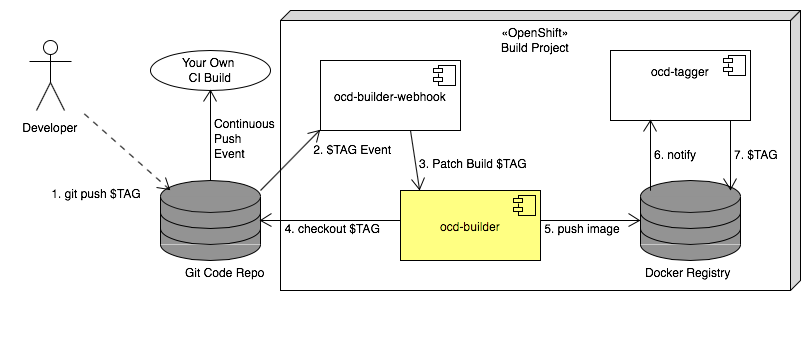 «OpenShift»
Build Project
Your Own
CI Build
ocd-tagger
ocd-builder-webhook
Developer
Continuous
Push
Event
2. $TAG Event
3. Patch Build $TAG
6. notify
7. $TAG
1. git push $TAG
4. checkout $TAG
ocd-builder
5. push image
Git Code Repo
Docker Registry